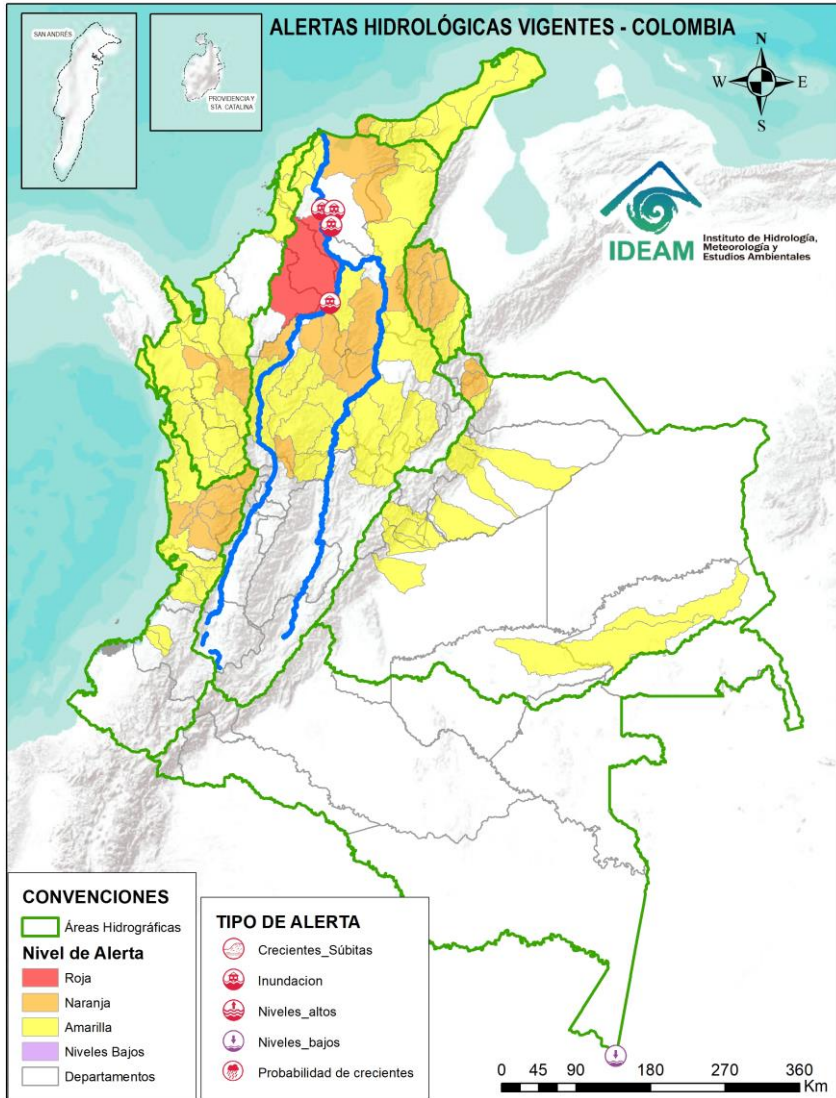 ALERTAS HIDROLÓGICAS VIGENTES - COLOMBIA
SAN ANDRÉS
PROVIDENCIA Y
STA. CATALINA
N
W
E
S
IDEAM
Instituto de Hidrología,
Meteorología y
Estudios Ambientales
CONVENCIONES
Áreas Hidrográficas
Nivel de Alerta
Roja
Naranja
Amarilla
Niveles Bajos
Departamentos
TIPO DE ALERTA
Crecientes_Súbitas
Inundacion
Niveles_altos
Niveles_bajos
Probabilidad de crecientes
0 45 90 180 270 360
Km